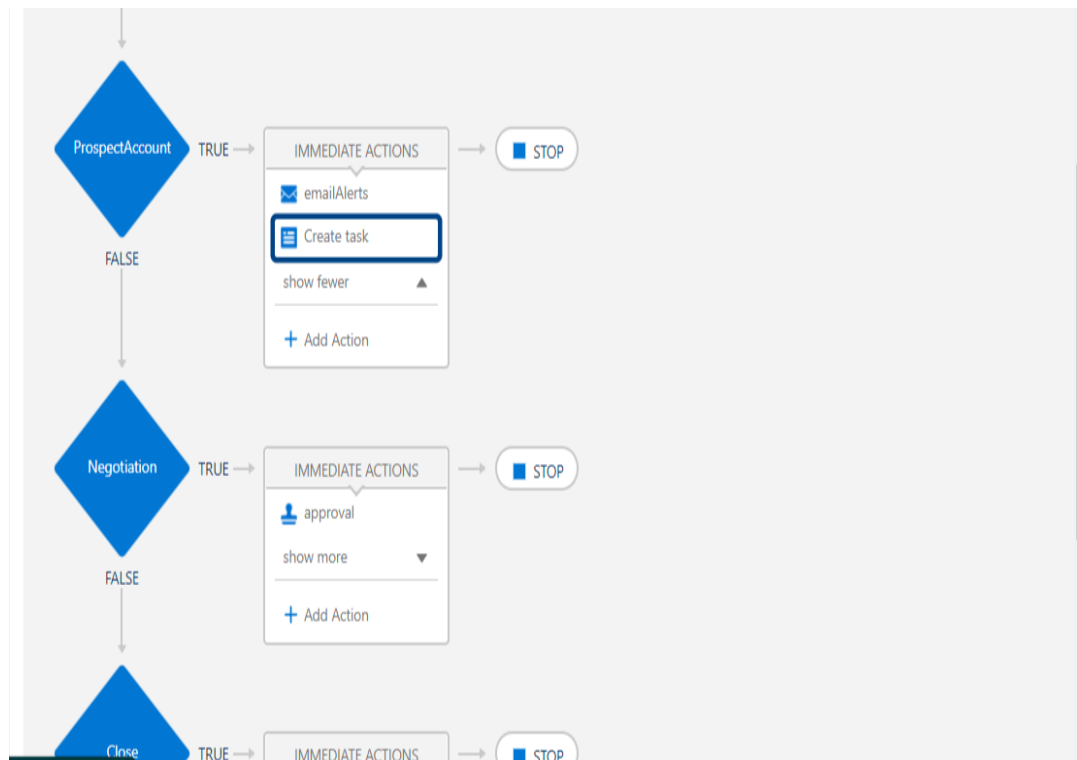 ProspectAccount
TRUE
IMMEDIATE ACTIONS
STOP
emailAlerts
Create task
show fewer
Add Action
FALSE
Negotiation
TRUE
IMMEDIATE ACTIONS
STOP
approval
show more
Add Action
FALSE
Close
TRUE
IMMEDIATE ACTIONS
STOP